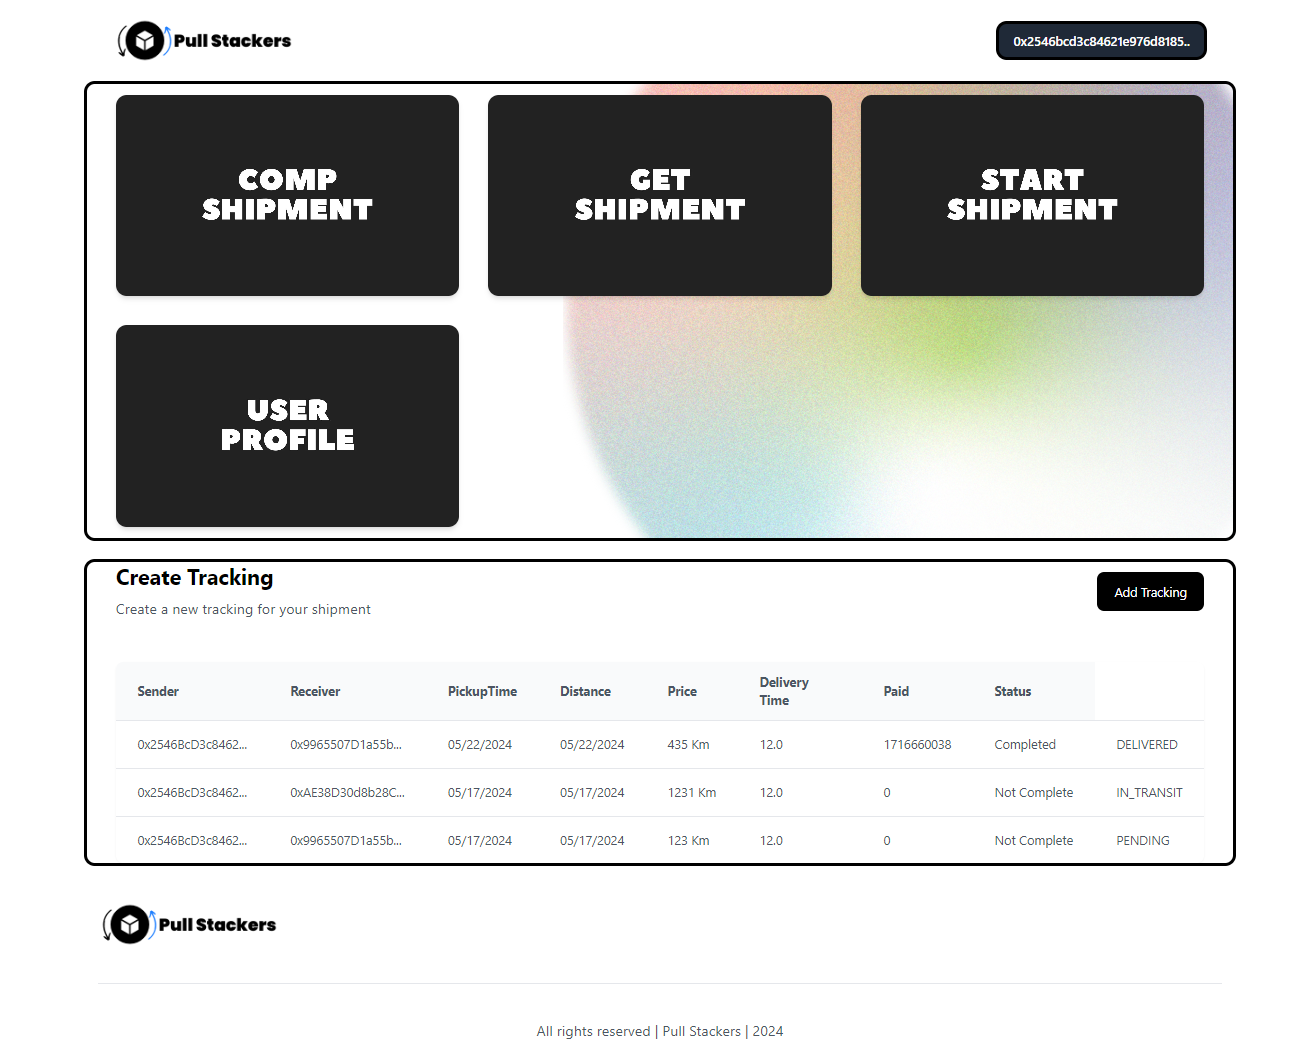 Pull Stackers
0x2546bcd3c84621e976d8185..
COMP
SHIPMENT
GET
SHIPMENT
START
SHIPMENT
USER
PROFILE
Create Tracking
Create a new tracking for your shipment
Add Tracking
Sender Receiver PickupTime Distance Price Delivery Time Paid Status
0x2546BcD3c8462... 0x9965507D1a55b... 05/22/2024 05/22/2024 435 Km 12.0 1716660038 Completed DELIVERED
0x2546BcD3c8462... 0xAE38D30d8b28C... 05/17/2024 05/17/2024 1231 Km 12.0 0 Not Complete IN_TRANSIT
0x2546BcD3c8462... 0x9965507D1a55b... 05/17/2024 05/17/2024 123 Km 12.0 0 Not Complete PENDING
Pull Stackers
All rights reserved | Pull Stackers | 2024